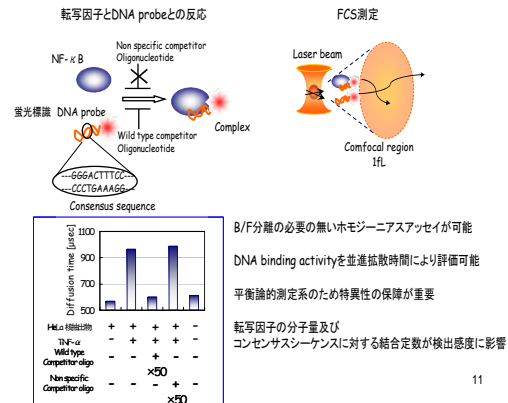 転写因子とDNA probeとの反応
FCS測定
Non specific competitor
Oligonucleotide
NF-κB
蛍光標識 DNA probe
Wild type competitor
Oligonucleotide
Complex
---GGGACTTTCC---
---CCCTGAAAGG---
Consensus sequence
Laser beam
Comfocal region
1fL
Diffusion time [μsec]
1100
900
700
500
HeLa 核抽出物 + + + + -
TNF-α - + + + -
Wild type
Competitor oligo - - + - -
×50
Non specific
Competitor oligo - - - + -
×50
B/F分離の必要の無いホモジーニアスアッセイが可能
DNA binding activityを並進拡散時間により評価可能
平衡論的測定系のため特異性の保障が重要
転写因子の分子量及び
コンセンサスシーケンスに対する結合定数が検出感度に影響
11